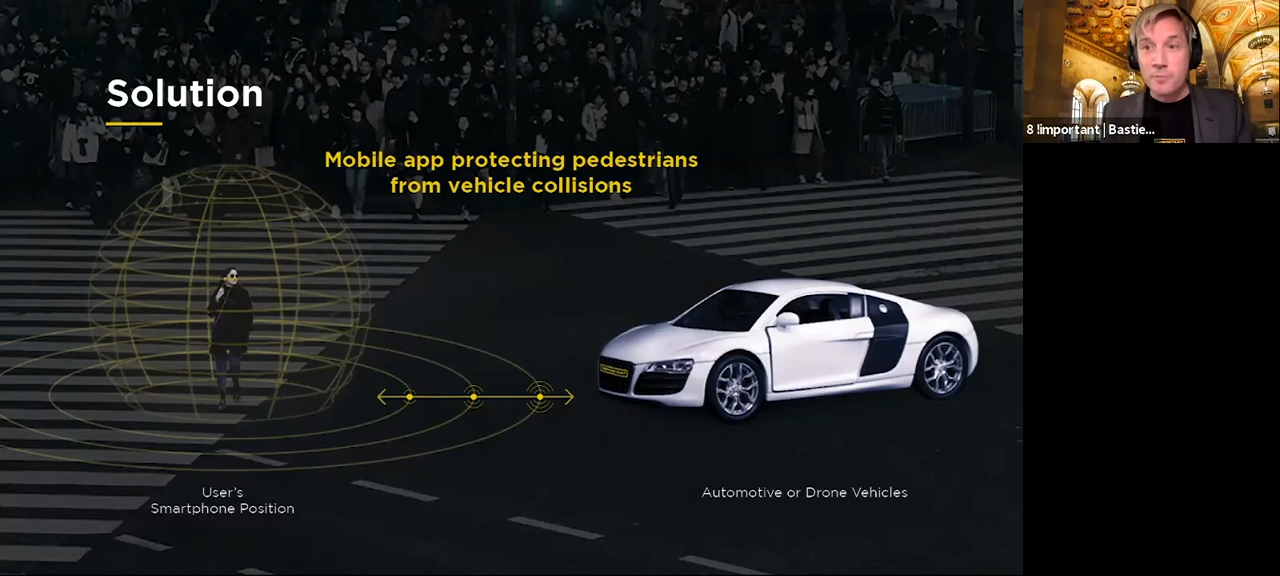 Solution
Mobile app protecting pedestrians
from vehicle collisions
User's
Smartphone Position
Automotive or Drone Vehicles
8 !important | Bastie...